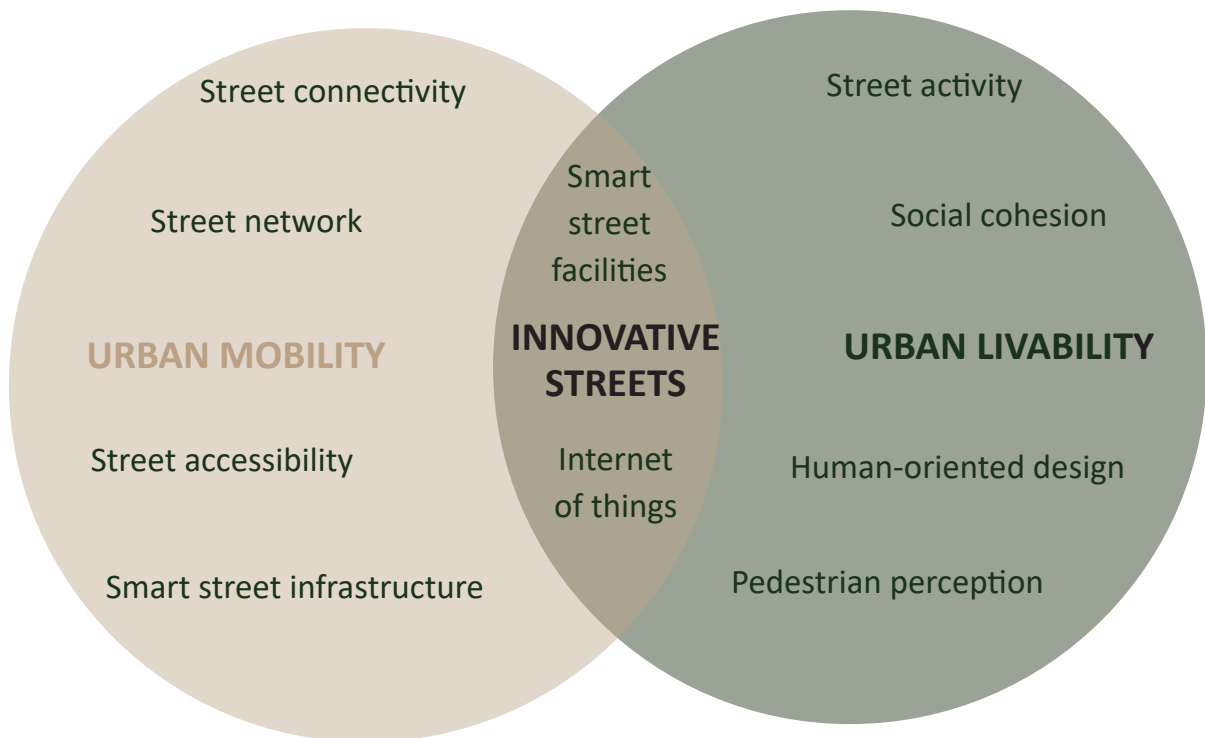 Street connectivity
Street network
URBAN MOBILITY
Street accessibility
Smart street infrastructure
Smart
street
facilities
INNOVATIVE
STREETS
Internet
of things
Street activity
Social cohesion
URBAN LIVABILITY
Human-oriented design
Pedestrian perception